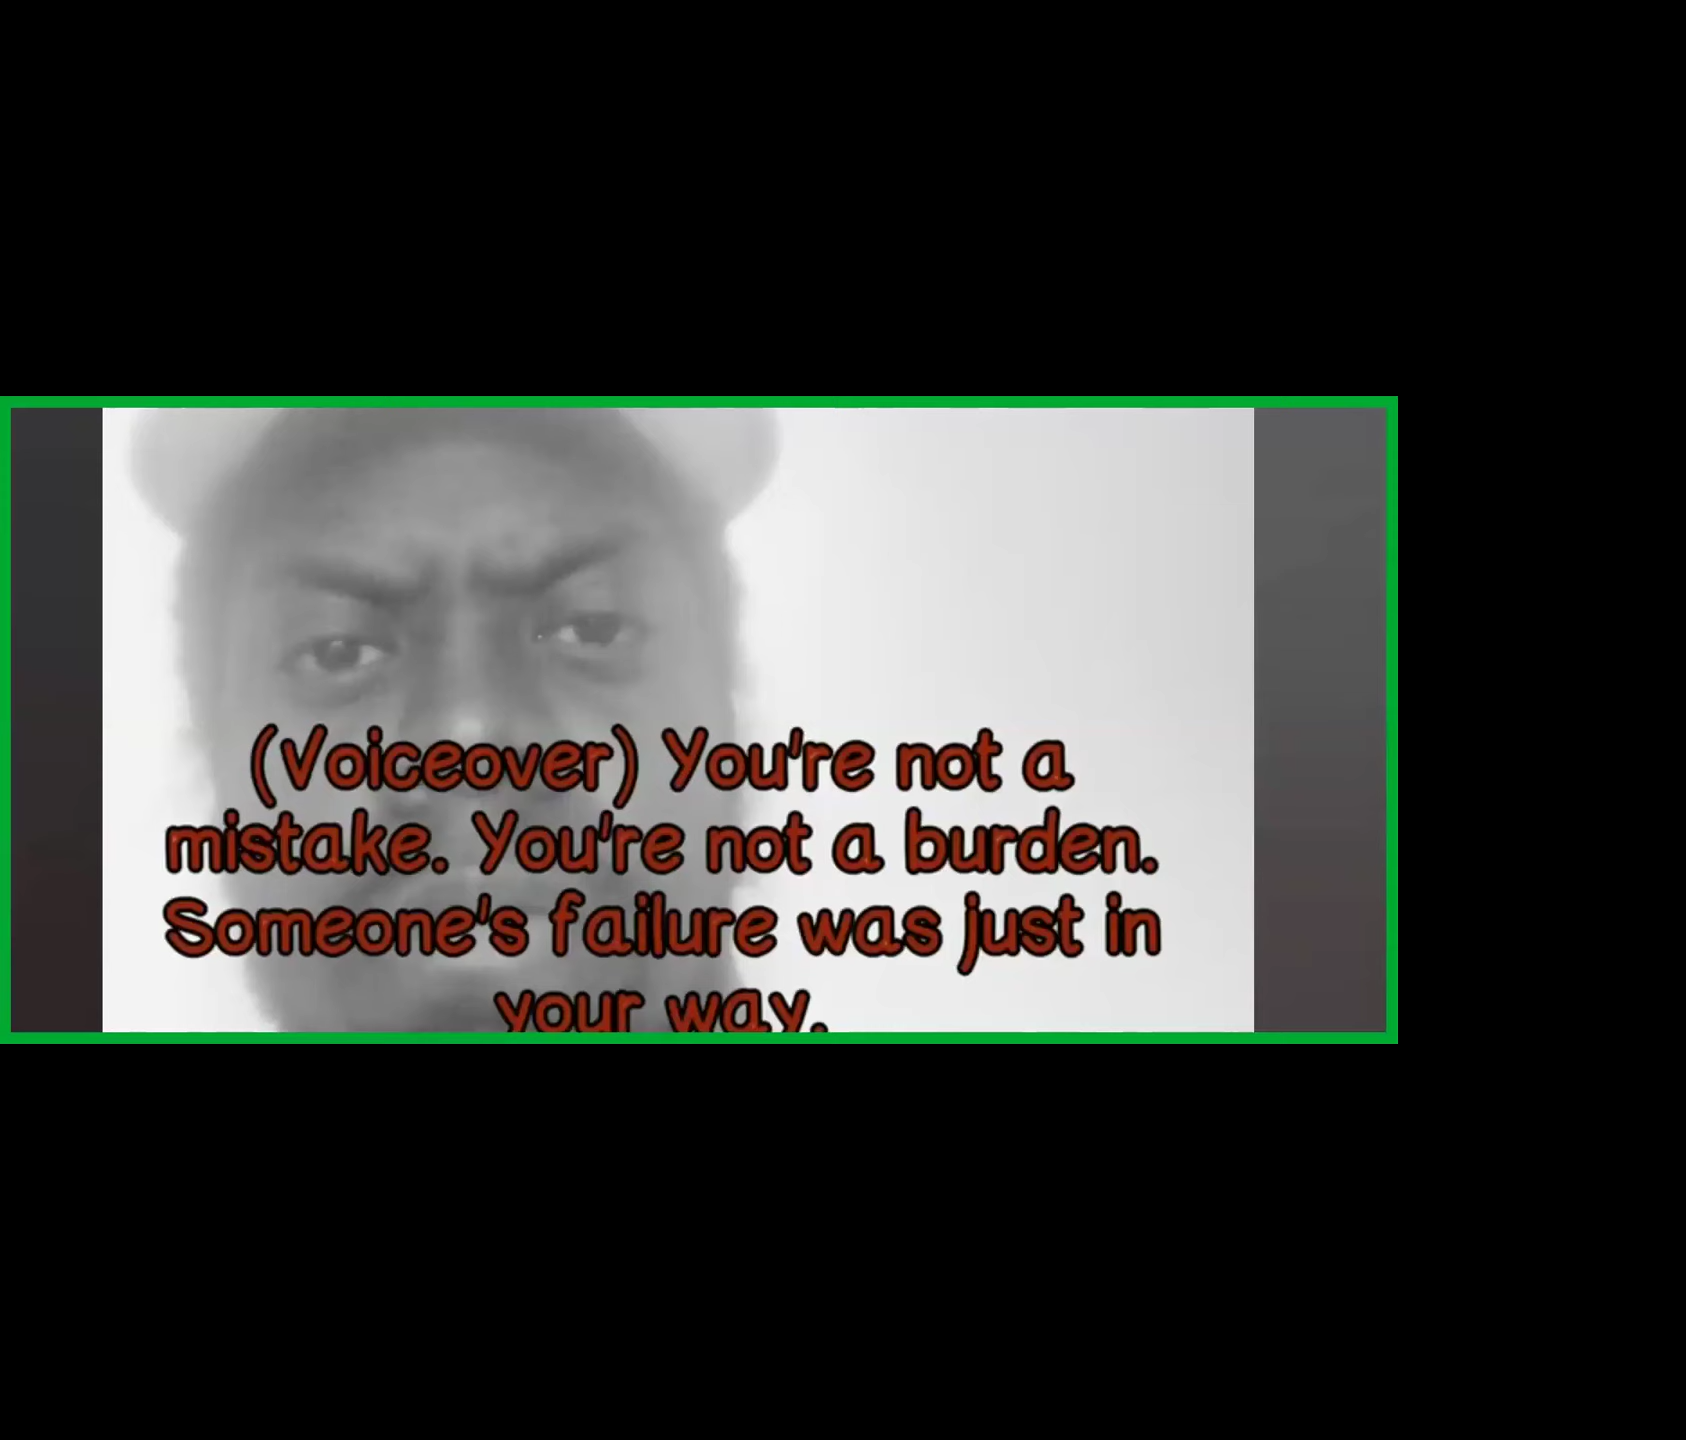 (Voiceover) You're not a
mistake. You're not a burden.
Someone's failure was just in
your way.